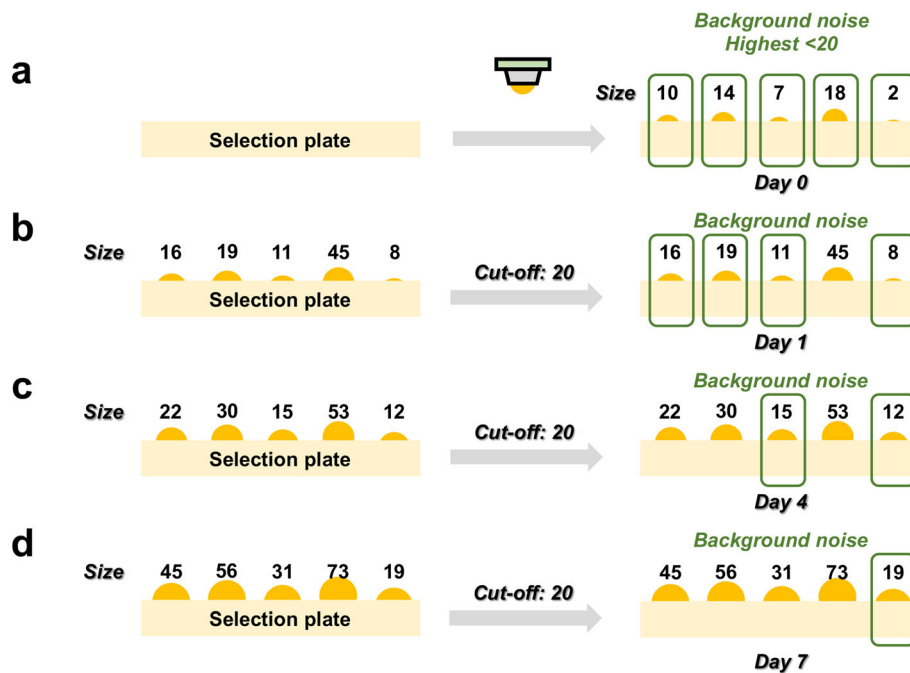 Background noise
Highest <20
a
Size 10 14 7 18 2
Selection plate
Day 0
b
Background noise
Size 16 19 11 45 8
16 19 11 45 8
Cut-off: 20
Selection plate
Day 1
c
Background noise
Size 22 30 15 53 12
22 30 15 53 12
Cut-off: 20
Selection plate
Day 4
d
Background noise
Size 45 56 31 73 19
45 56 31 73 19
Cut-off: 20
Selection plate
Day 7